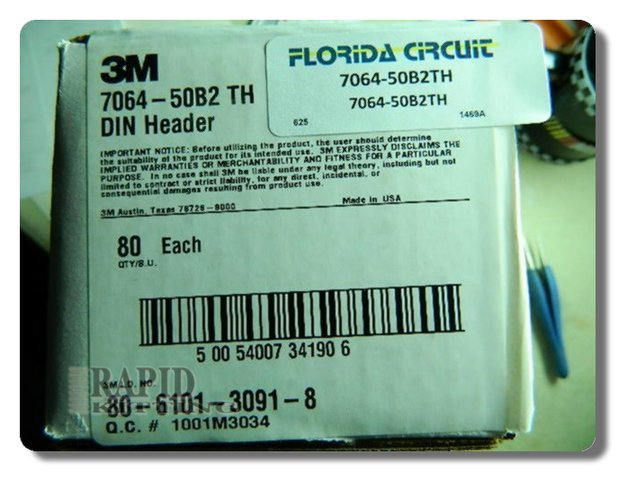 3M
7064-50B2 TH
DIN Header
FLORIDA CIRCUIT
7064-50B2TH
7064-50B2TH
625 1469A
IMPORTANT NOTICE: Before utilizing the product, the user should determine
the suitability of the product for its intended use. 3M EXPRESSLY DISCLAIMS THE
IMPLIED WARRANTIES OR MERCHANTABILITY AND FITNESS FOR A PARTICULAR
PURPOSE. In no case shall 3M be liable under any legal theory, including but not
limited to contract or strict liability, for any direct, incidental, or
consequential damages resulting from product use.
3M Austin, Texas 78726-9000 Made in USA
80 Each
QTY/B.U.
5 00 54007 34190 6
RAPID
3M I.D. NO.
80-6101-3091-8
Q.C. # 1001M3034